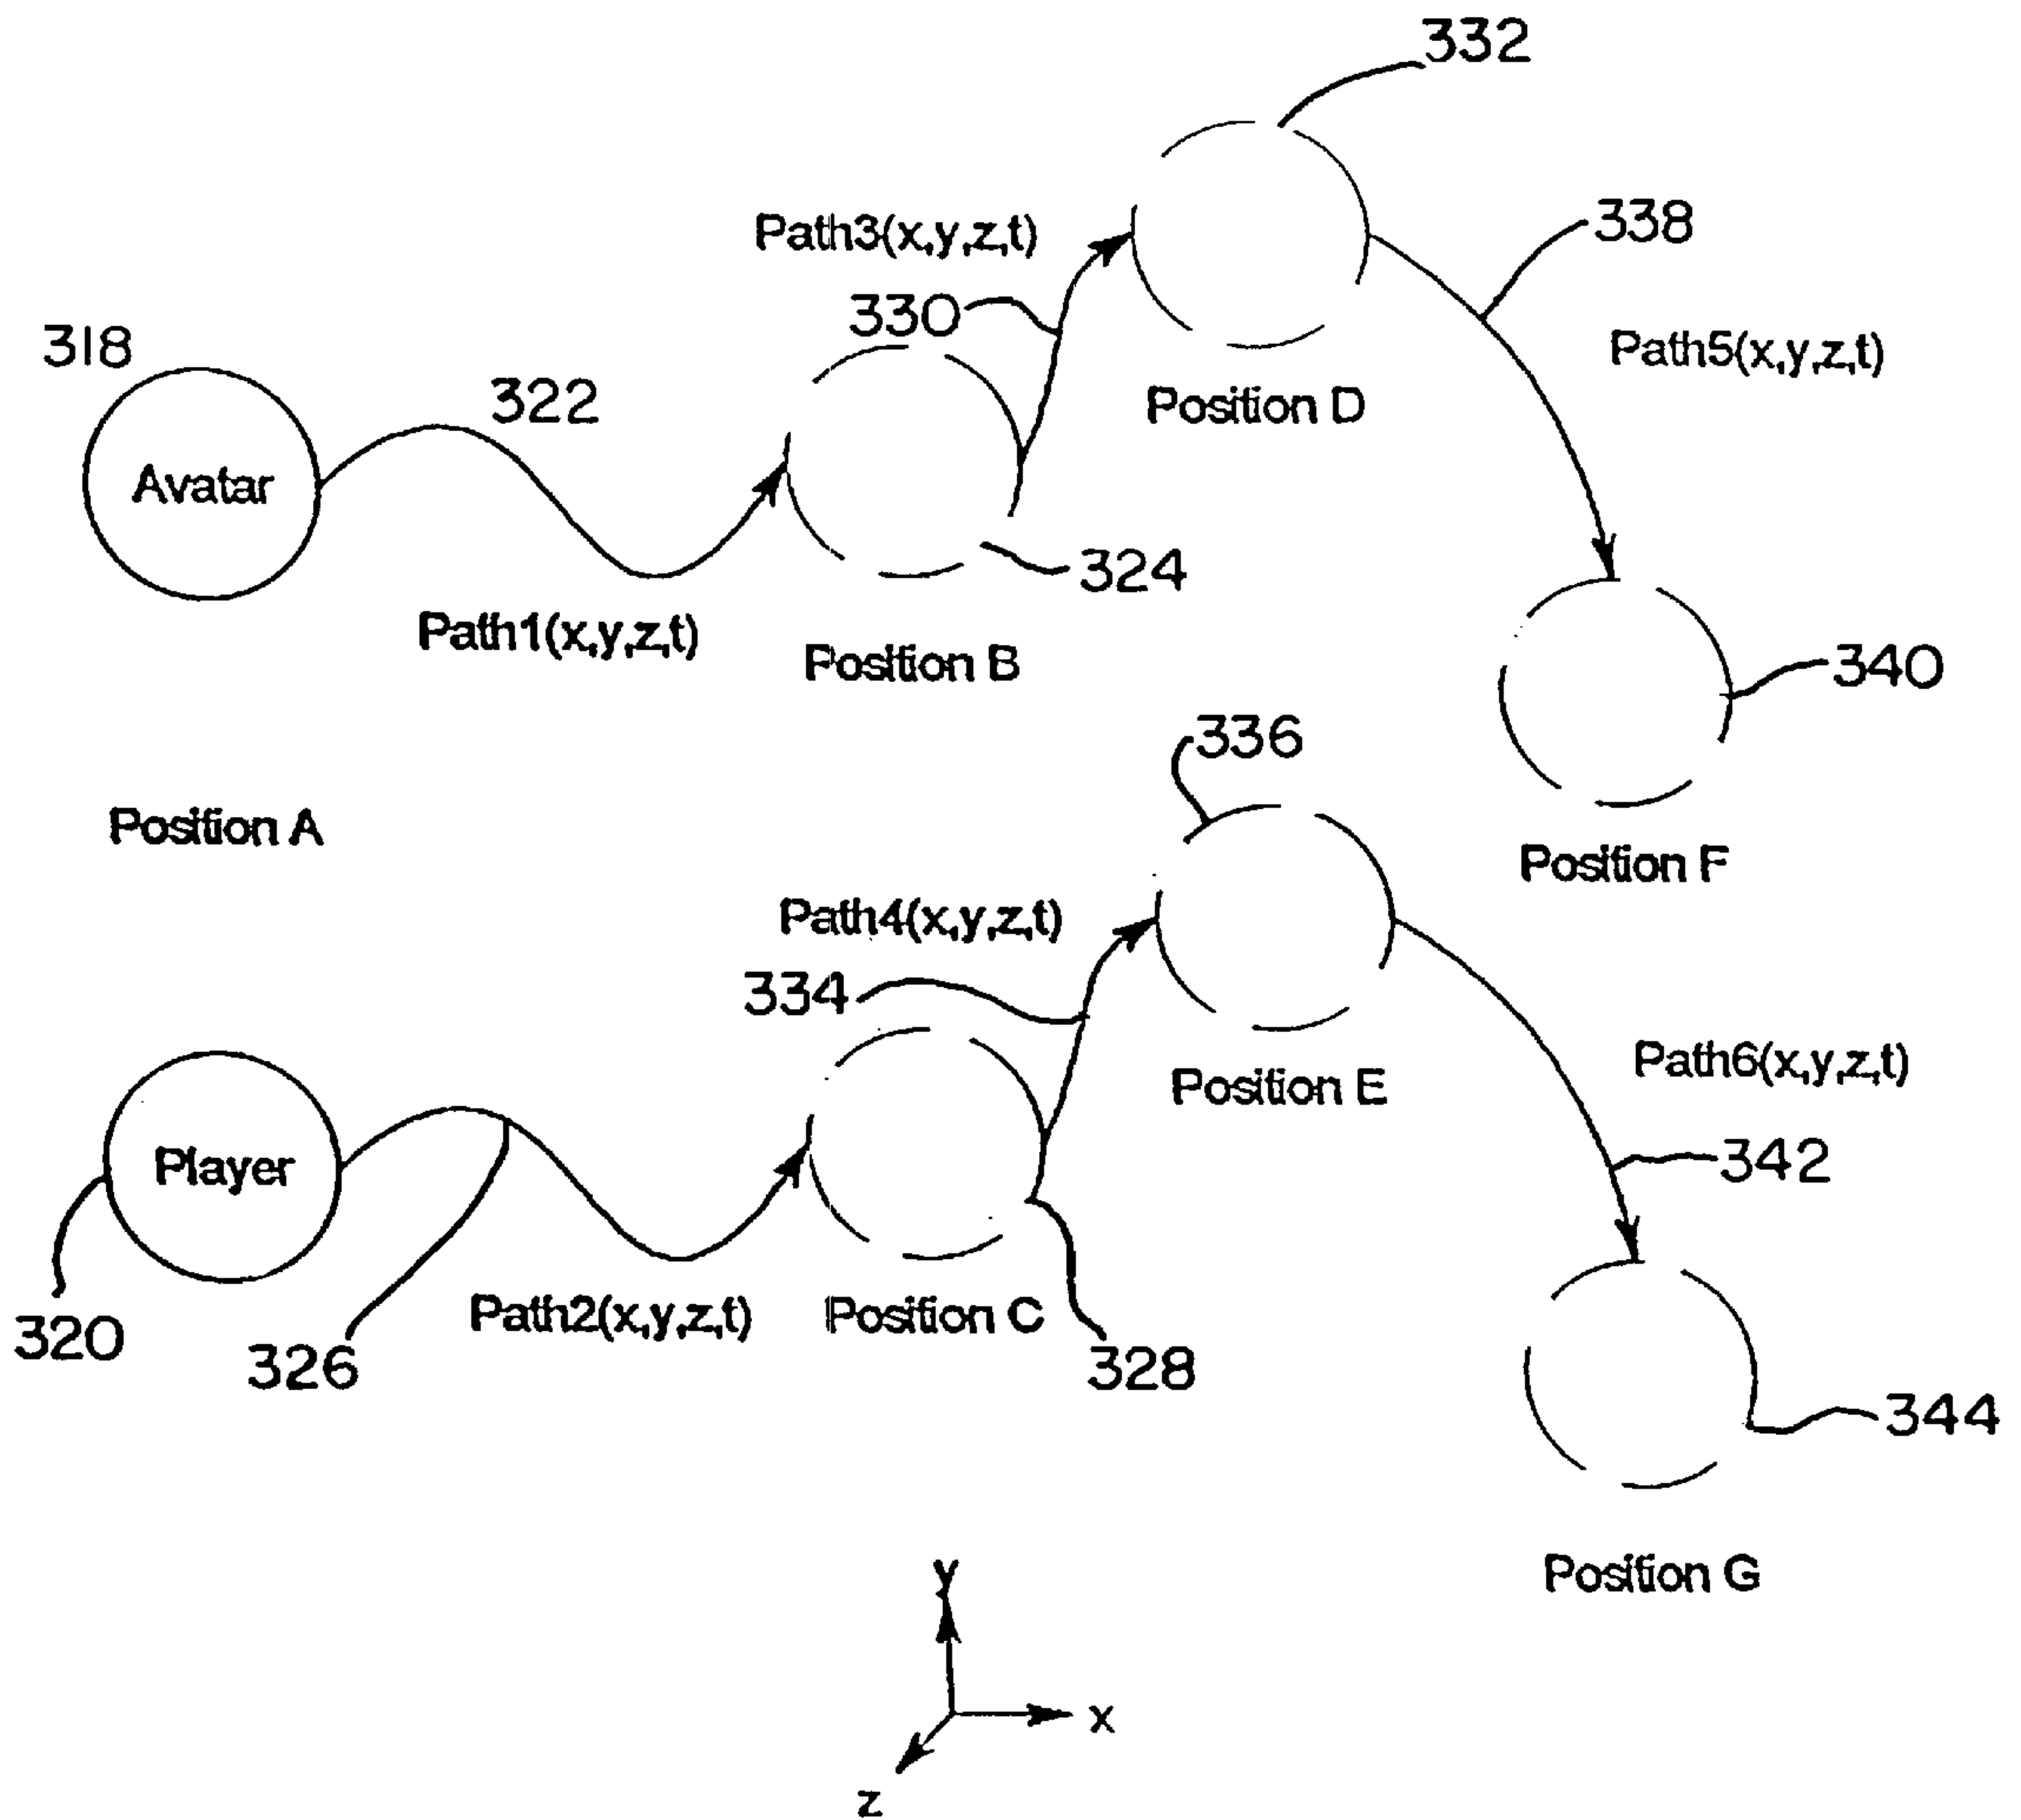 332
Path3(x,y,z,t)
338
330
318
322
Path5(x,y,z,t)
Position D
Avatar
324
Path1(x,y,z,t)
Position B
340
336
Position A
Position F
Path4(x,y,z,t)
334
Path6(x,y,z,t)
Position E
Player
342
320
326
Path2(x,y,z,t)
Position C
328
344
Position G
y
x
z